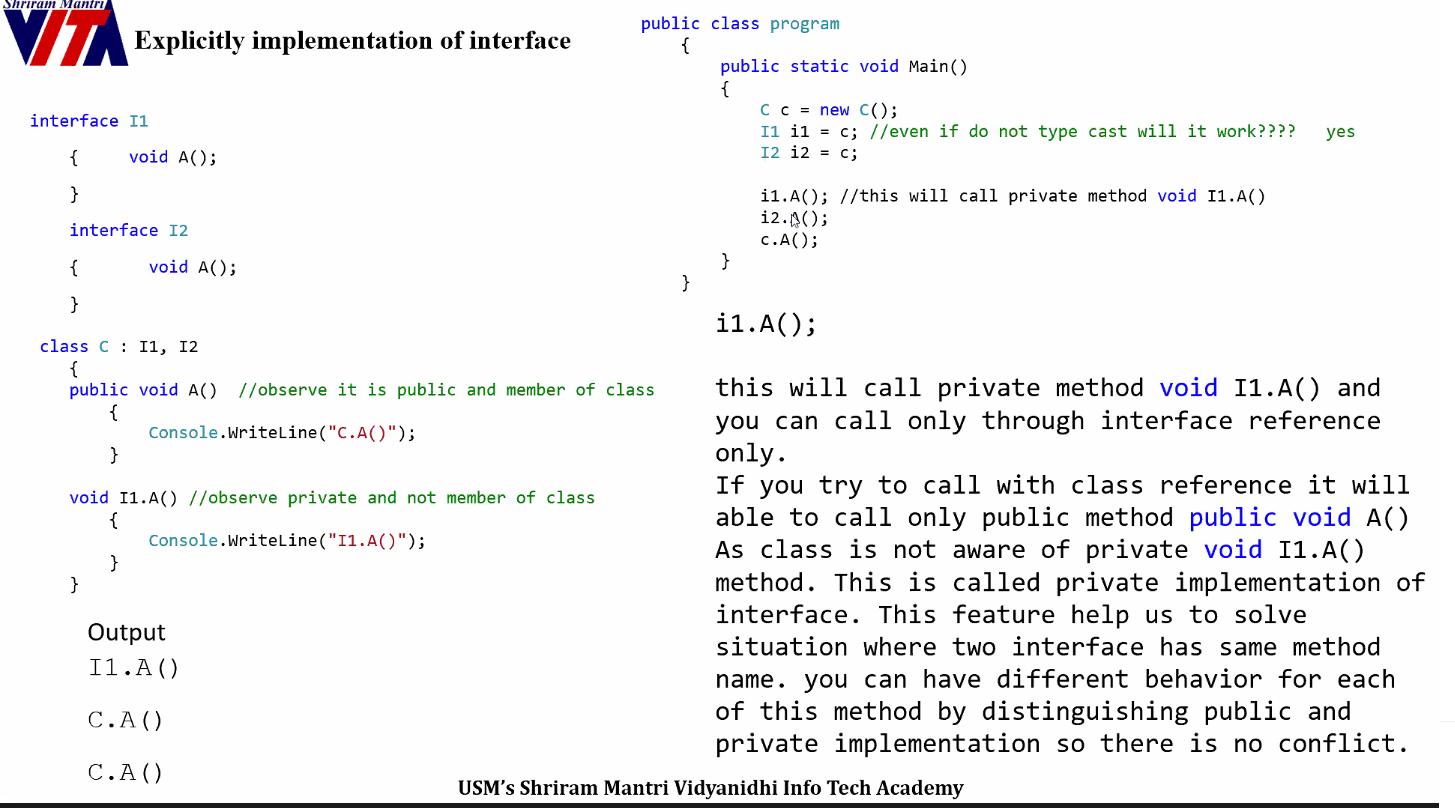 Shriram Mantri
VITA
Explicitly implementation of interface
interface I1
{ void A();
}
interface I2
{ void A();
}
class C : I1, I2
{
public void A() //observe it is public and member of class
{
Console.WriteLine("C.A()");
}
void I1.A() //observe private and not member of class
{
Console.WriteLine("I1.A()");
}
}
Output
I1.A()
C.A()
C.A()
public class program
{
public static void Main()
{
C c = new C();
I1 i1 = c; //even if do not type cast will it work???? yes
I2 i2 = c;
i1.A(); //this will call private method void I1.A()
i2.A();
c.A();
}
}
i1.A();
this will call private method void I1.A() and
you can call only through interface reference
only.
If you try to call with class reference it will
able to call only public method public void A()
As class is not aware of private void I1.A()
method. This is called private implementation of
interface. This feature help us to solve
situation where two interface has same method
name. you can have different behavior for each
of this method by distinguishing public and
private implementation so there is no conflict.
USM's Shriram Mantri Vidyanidhi Info Tech Academy